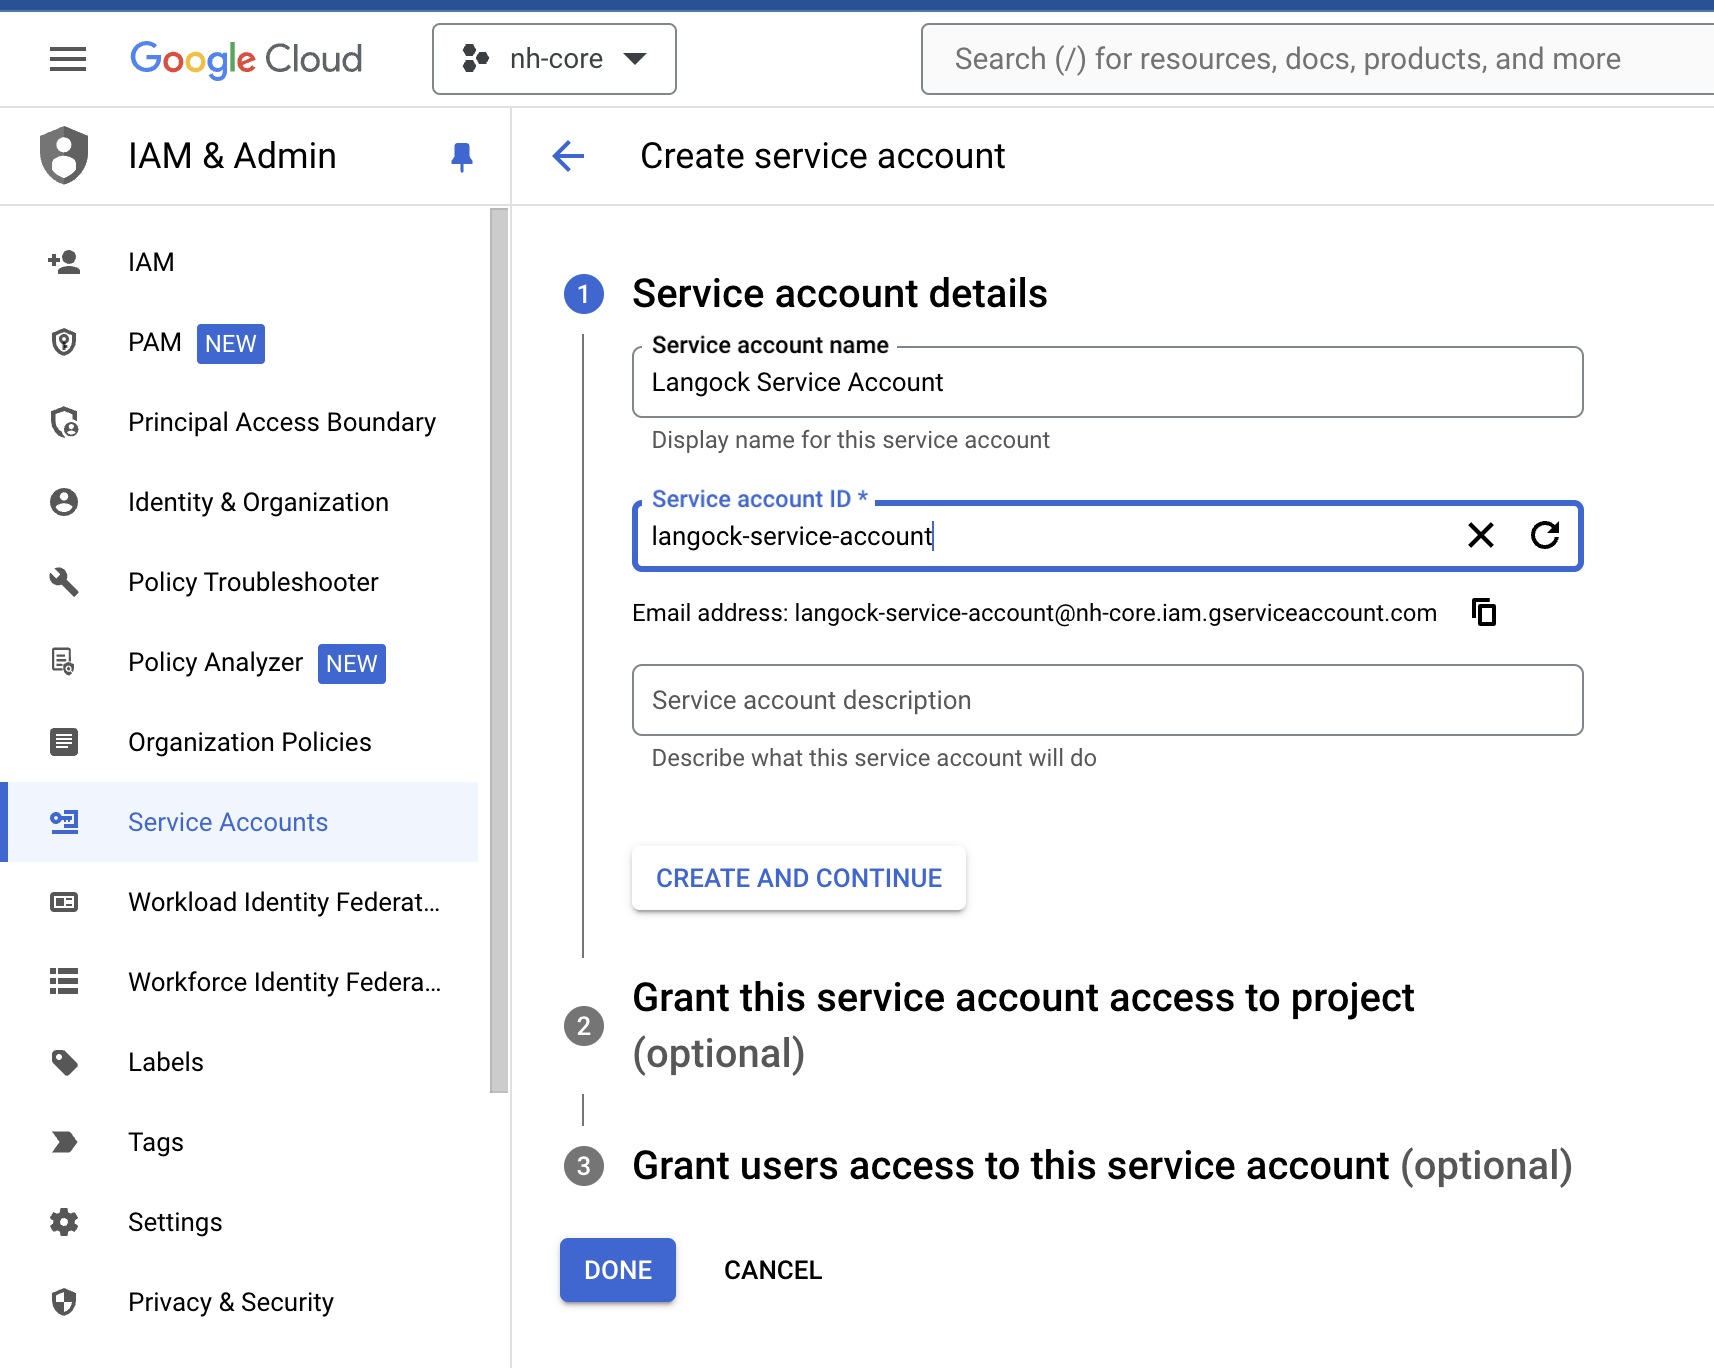 Google Cloud
nh-core
Search (/) for resources, docs, products, and more
IAM & Admin
Create service account
IAM
PAM NEW
Principal Access Boundary
Identity & Organization
Policy Troubleshooter
Policy Analyzer NEW
Organization Policies
Service Accounts
Workload Identity Federat...
Workforce Identity Federa...
Labels
Tags
Settings
Privacy & Security
1 Service account details
Service account name
Langock Service Account
Display name for this service account
Service account ID *
langock-service-account
Email address: langock-service-account@nh-core.iam.gserviceaccount.com
Service account description
Describe what this service account will do
CREATE AND CONTINUE
2 Grant this service account access to project
(optional)
3 Grant users access to this service account (optional)
DONE CANCEL